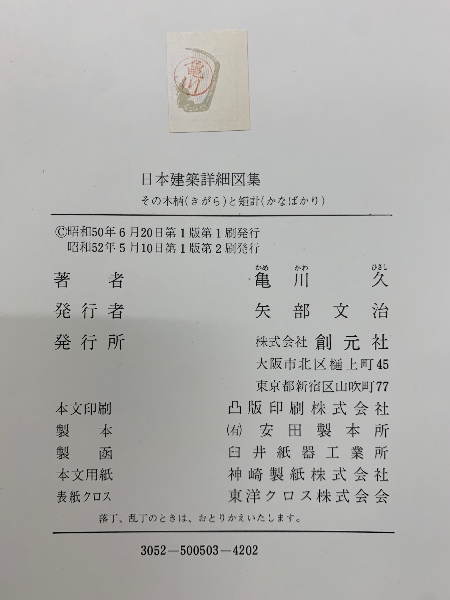 亀川
日本建築詳細図集
その木柄(きがら)と矩計(かなばかり)
©昭和50年6月20日第1版第1刷発行
昭和52年5月10日第1版第2刷発行
著者 亀川久
かめ かわ ひさし
発行者 矢部文治
発行所 株式会社 創元社
大阪市北区樋上町45
東京都新宿区山吹町77
本文印刷 凸版印刷株式会社
製本 ㈲ 安田製本所
製函 臼井紙器工業所
本文用紙 神崎製紙株式会社
表紙クロス 東洋クロス株式会会
落丁、乱丁のときは、おとりかえいたします。
3052—500503—4202